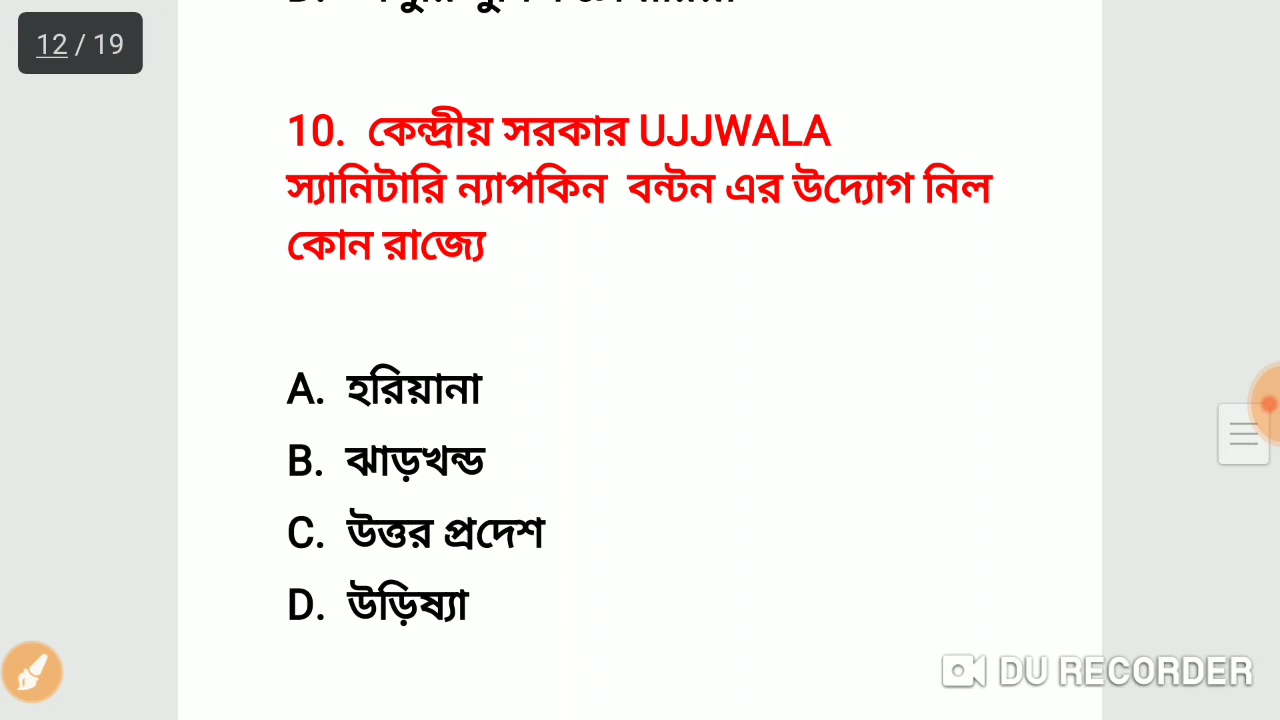 12 / 19
10. কেন্দ্রীয় সরকার UJJWALA
স্যানিটারি ন্যাপকিন বন্টন এর উদ্যোগ নিল
কোন রাজ্যে
A. হরিয়ানা
B. ঝাড়খন্ড
C. উত্তর প্রদেশ
D. উড়িষ্যা
DU RECORDER